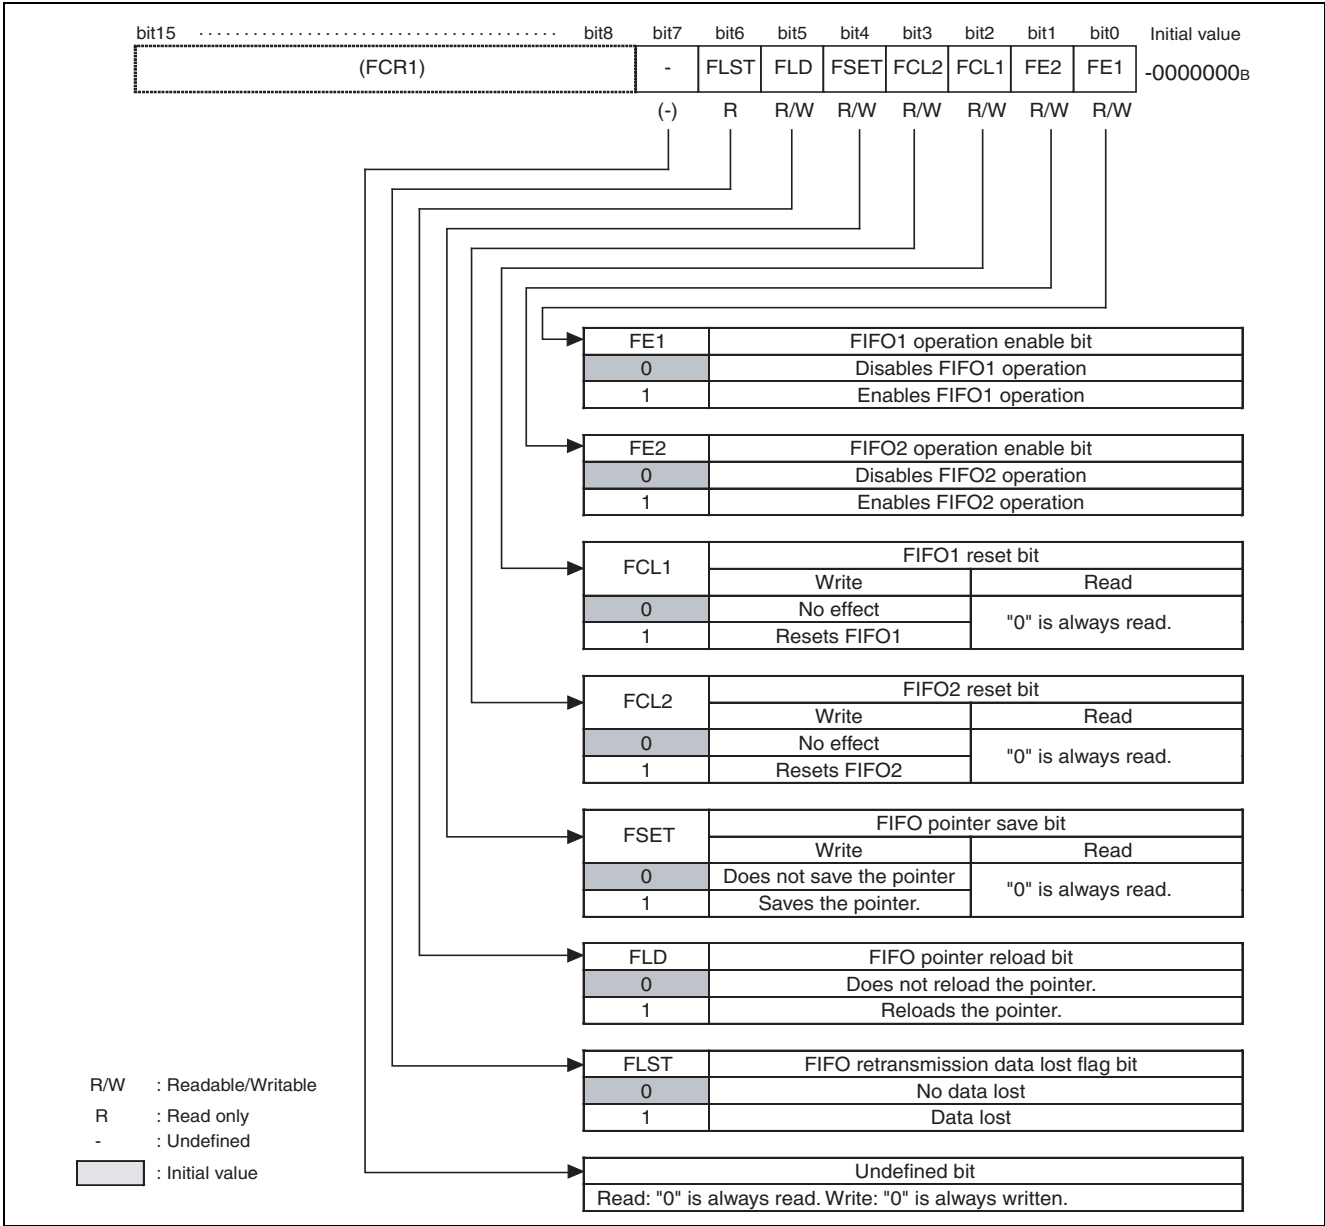 bit15 ........................................ bit8 bit7 bit6 bit5 bit4 bit3 bit2 bit1 bit0 Initial value
(FCR1) - FLST FLD FSET FCL2 FCL1 FE2 FE1 -0000000B
(-) R R/W R/W R/W R/W R/W R/W
FE1 FIFO1 operation enable bit
0 Disables FIFO1 operation
1 Enables FIFO1 operation
FE2 FIFO2 operation enable bit
0 Disables FIFO2 operation
1 Enables FIFO2 operation
FCL1 FIFO1 reset bit
Write Read
0 No effect "0" is always read.
1 Resets FIFO1
FCL2 FIFO2 reset bit
Write Read
0 No effect "0" is always read.
1 Resets FIFO2
FSET FIFO pointer save bit
Write Read
0 Does not save the pointer "0" is always read.
1 Saves the pointer.
FLD FIFO pointer reload bit
0 Does not reload the pointer.
1 Reloads the pointer.
FLST FIFO retransmission data lost flag bit
0 No data lost
1 Data lost
Undefined bit
Read: "0" is always read. Write: "0" is always written.
R/W : Readable/Writable
R : Read only
- : Undefined
: Initial value